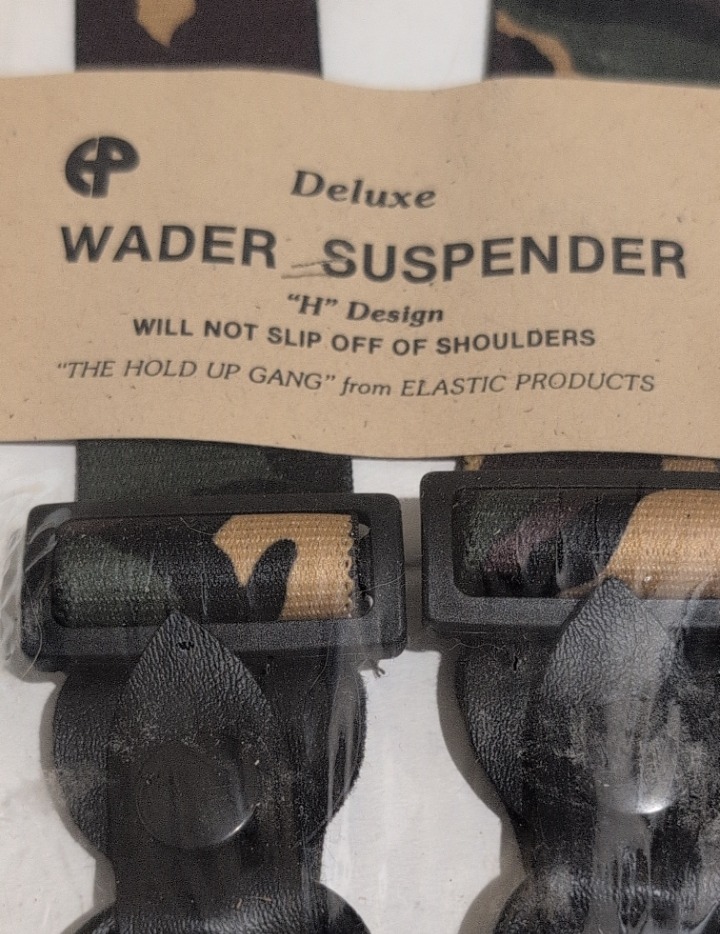 EP
Deluxe
WADER SUSPENDER
“H” Design
WILL NOT SLIP OFF OF SHOULDERS
“THE HOLD UP GANG” from ELASTIC PRODUCTS